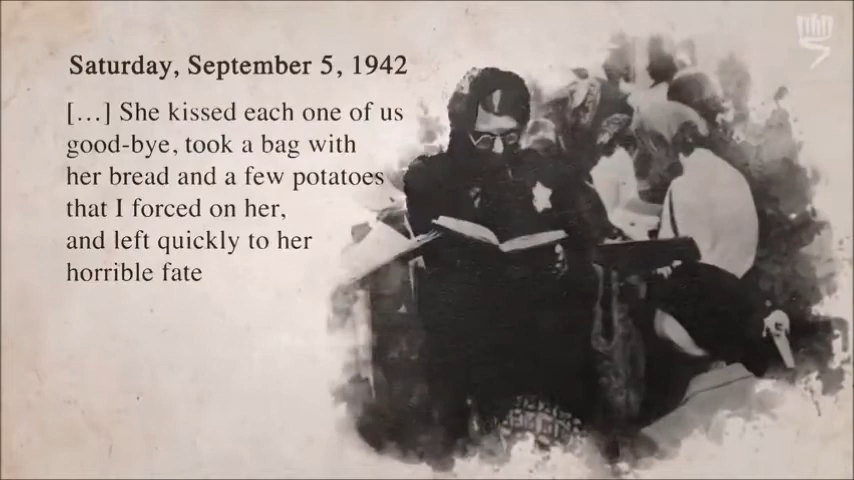 Saturday, September 5, 1942
[...] She kissed each one of us
good-bye, took a bag with
her bread and a few potatoes
that I forced on her,
and left quickly to her
horrible fate